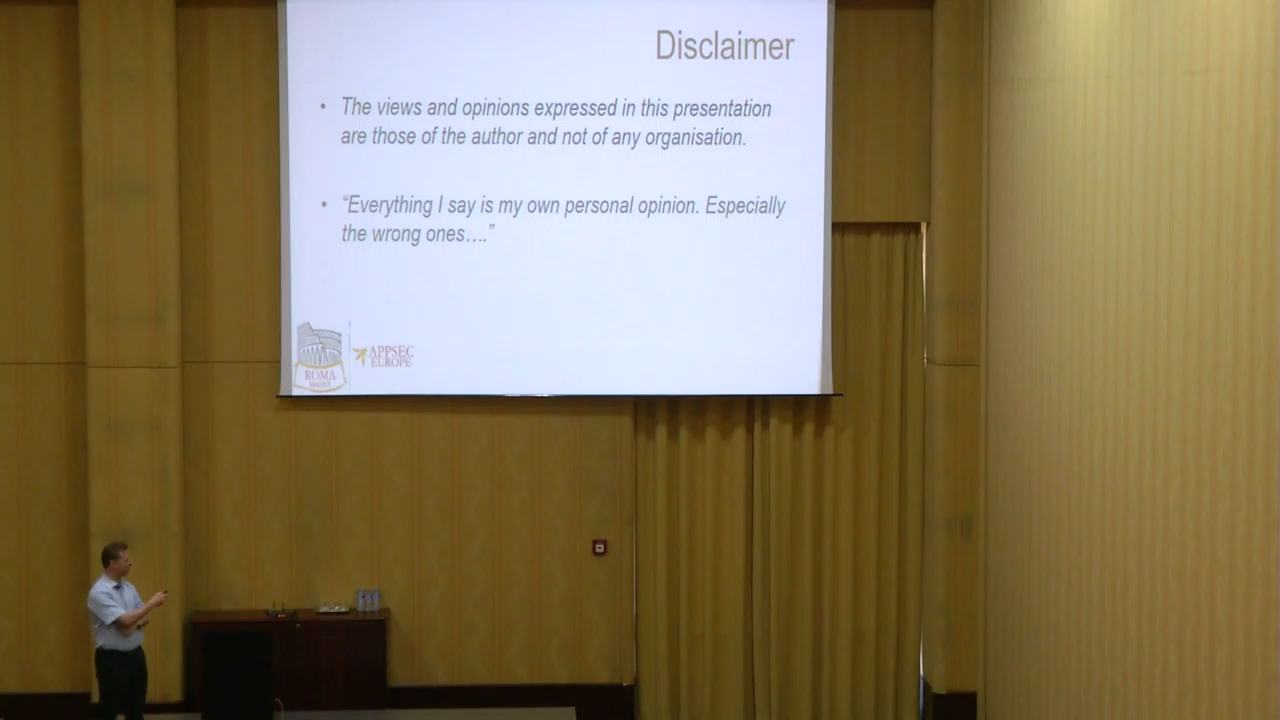 Disclaimer
• The views and opinions expressed in this presentation
are those of the author and not of any organisation.
• “Everything I say is my own personal opinion. Especially
the wrong ones….”
ROMA
APPSEC
EUROPE